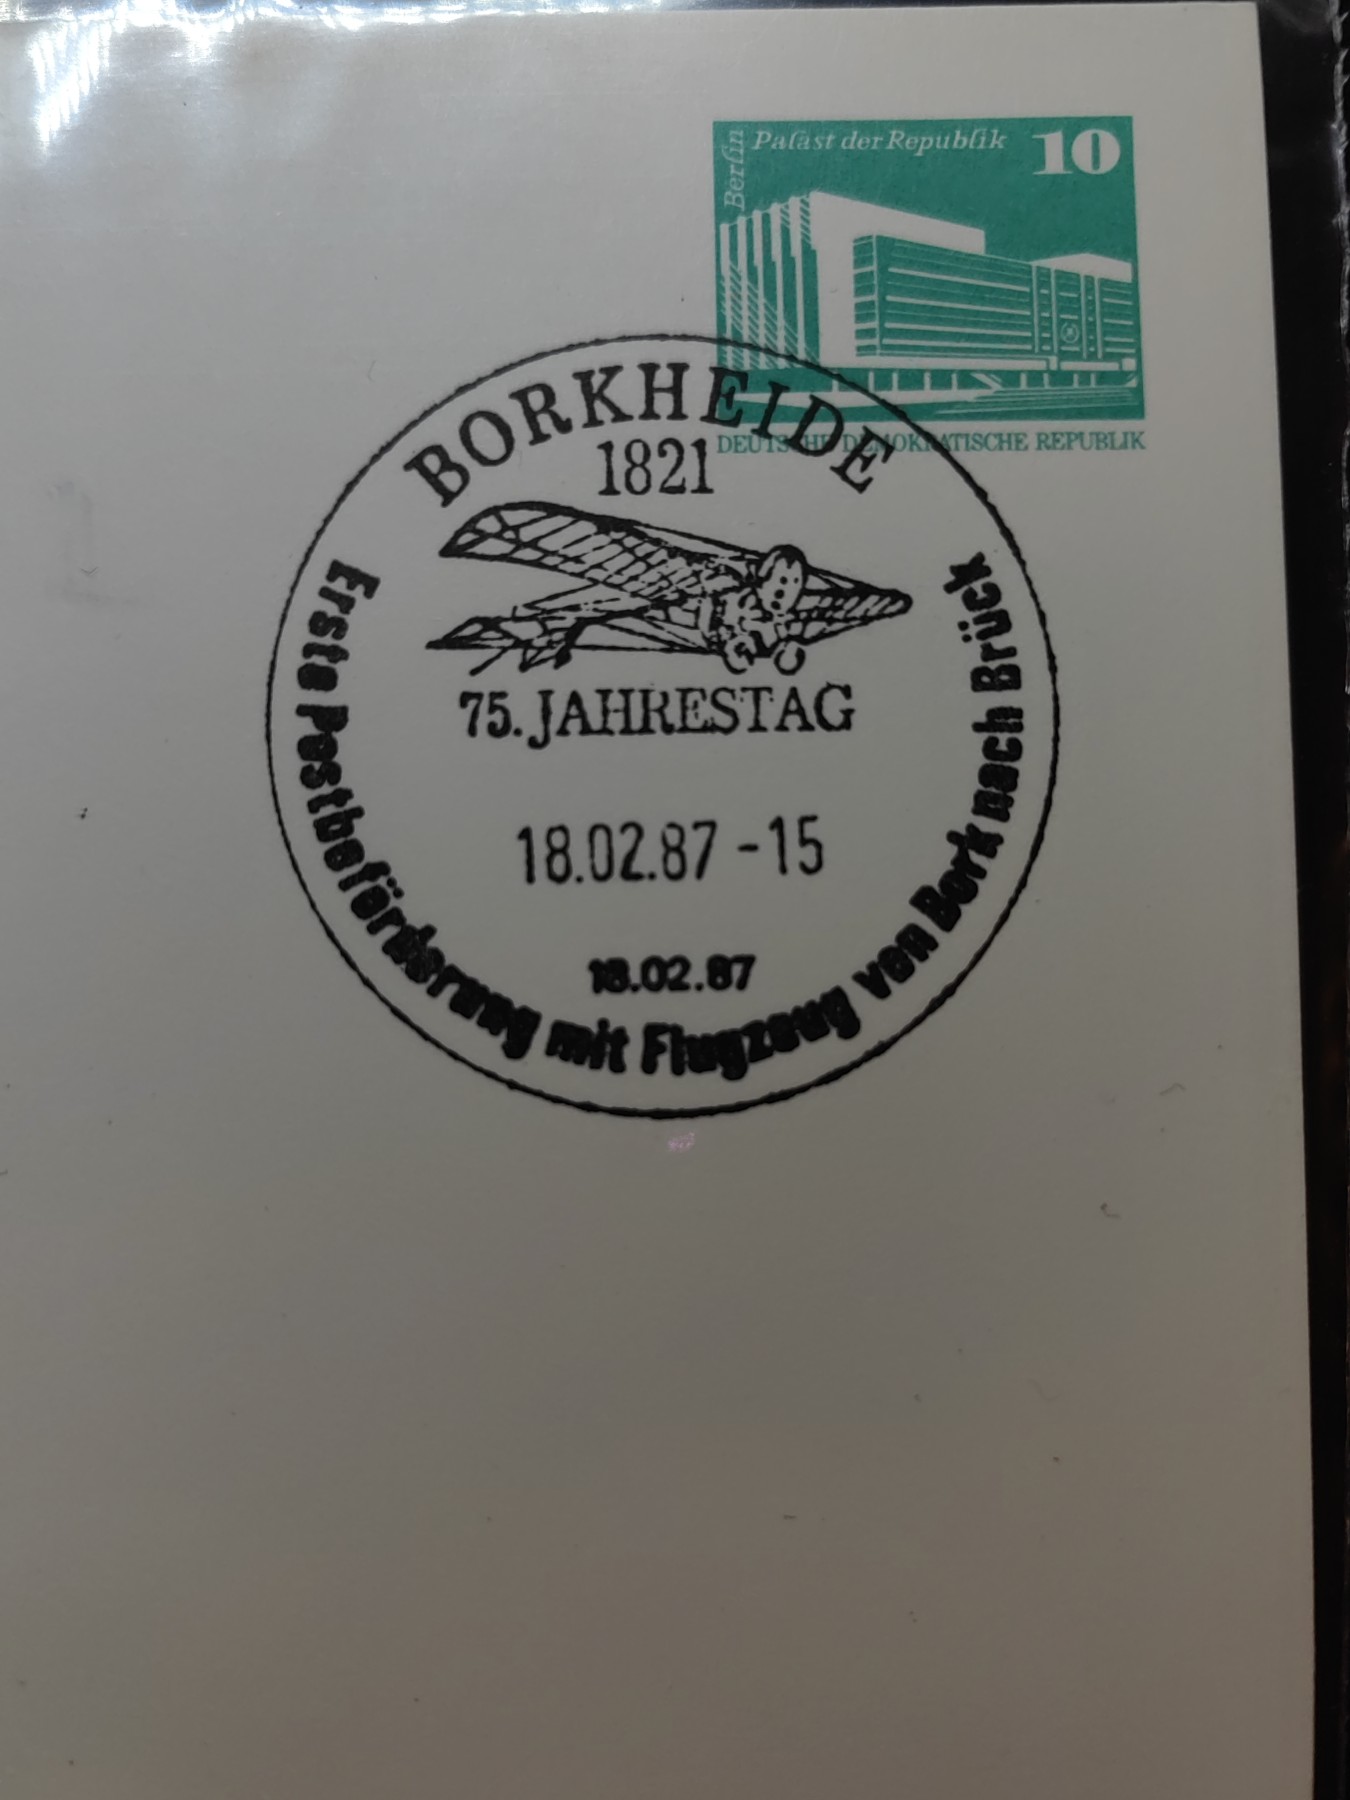 Berlin
Palast der Republik 10
DEUTSCHE DEMOKRATISCHE REPUBLIK
BORKHEIDE
1821
75. JAHRESTAG
18.02.87 -15
18.02.87
Erste Postbeförderung mit Flugzeug von Bork nach Brück